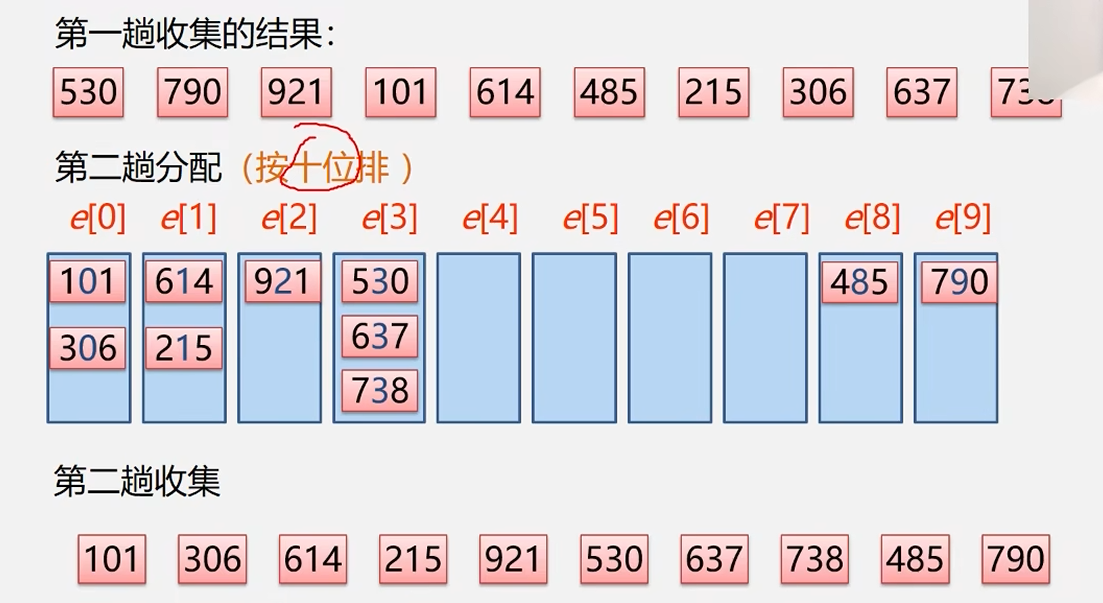 第一趟收集的结果：
530 790 921 101 614 485 215 306 637
第二趟分配（按十位排 ）
e[0] e[1] e[2] e[3] e[4] e[5] e[6] e[7] e[8] e[9]
101 614 921 530 485 790
306 215 637
738
第二趟收集
101 306 614 215 921 530 637 738 485 790